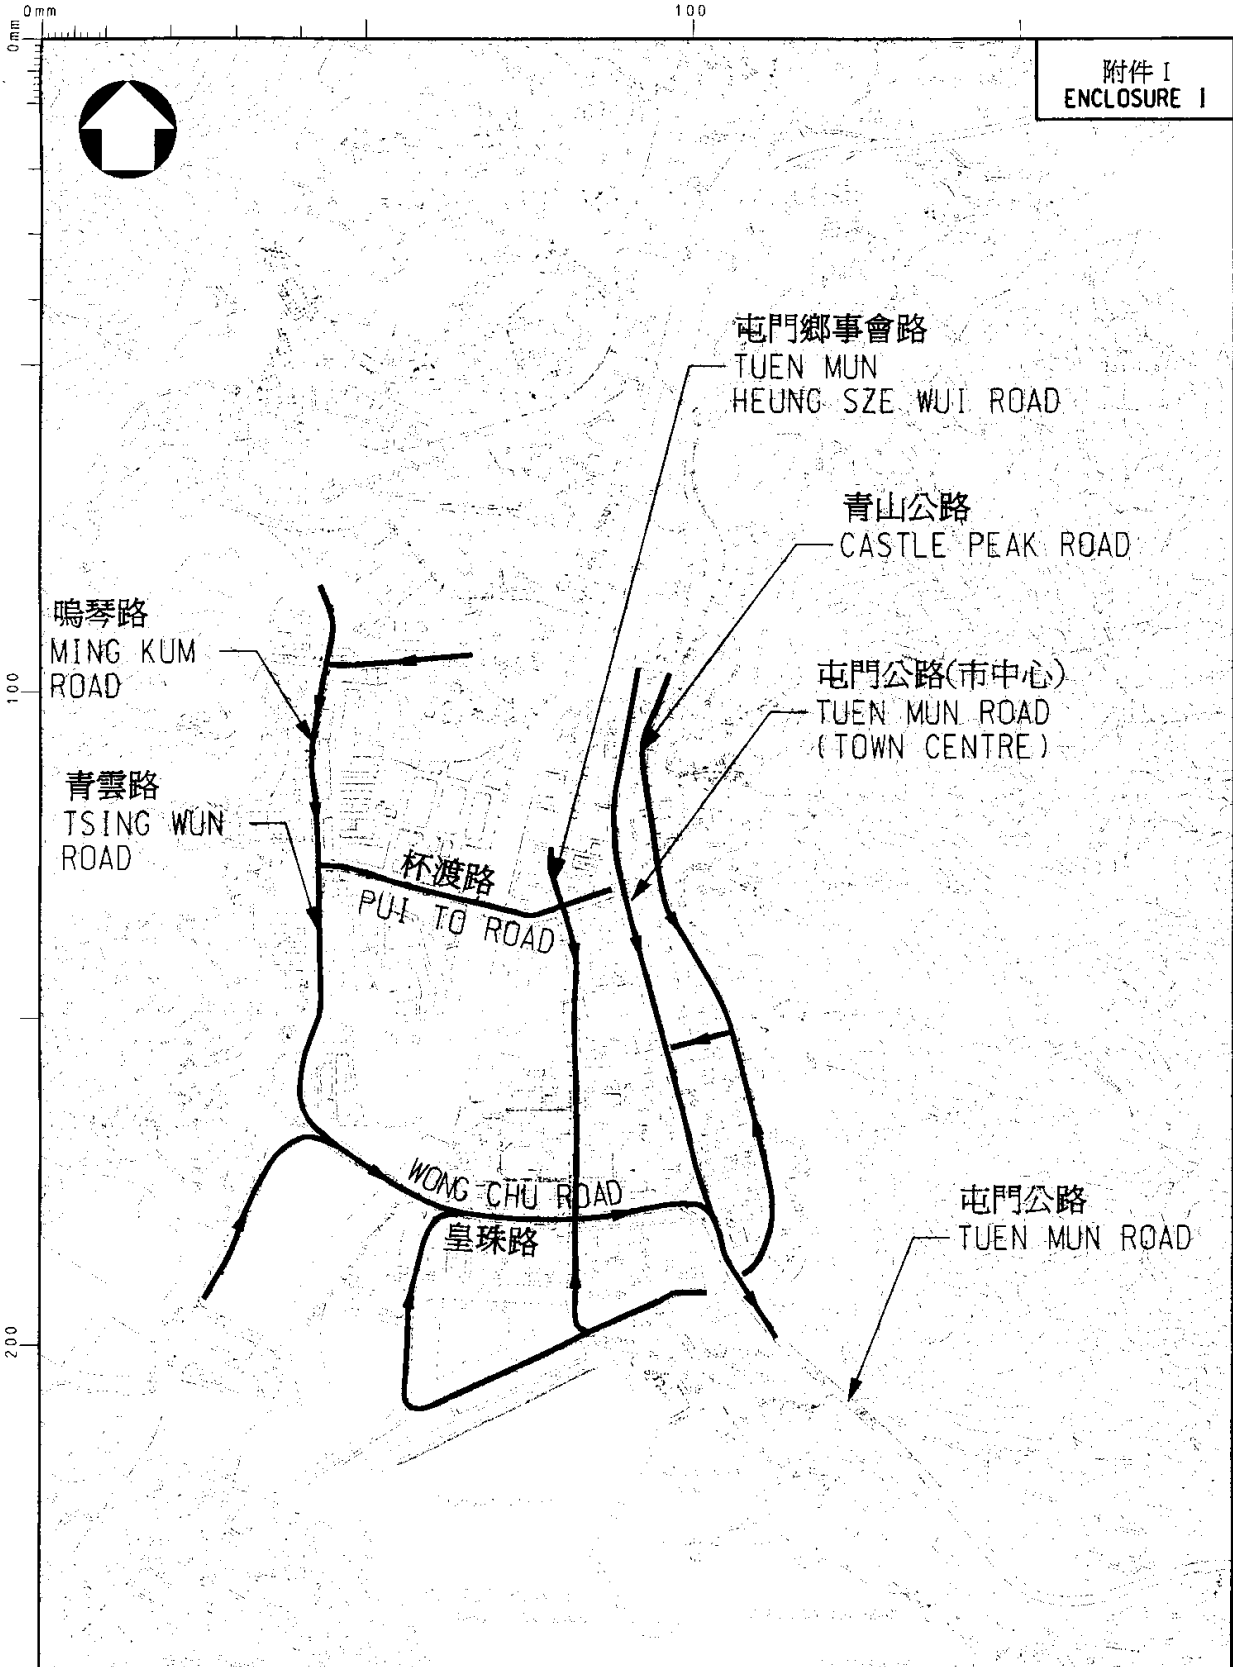 0mm
100
1
0mm
附件 I
ENCLOSURE 1
屯門鄉事會路
TUEN MUN
HEUNG SZE WUI ROAD
青山公路
CASTLE PEAK ROAD
鳴琴路
MING KUM
ROAD
屯門公路(市中心)
TUEN MUN ROAD
(TOWN CENTRE)
100
青雲路
TSING WUN
ROAD
杯渡路
PUI TO ROAD
WONG CHU ROAD
皇珠路
屯門公路
TUEN MUN ROAD
200